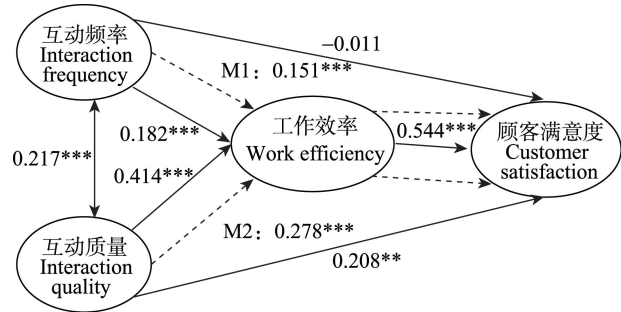 互动频率
Interaction
frequency
–0.011
M1：0.151***
0.182***
工作效率
Work efficiency
0.544***
顾客满意度
Customer
satisfaction
0.217***
0.414***
M2：0.278***
0.208**
互动质量
Interaction
quality